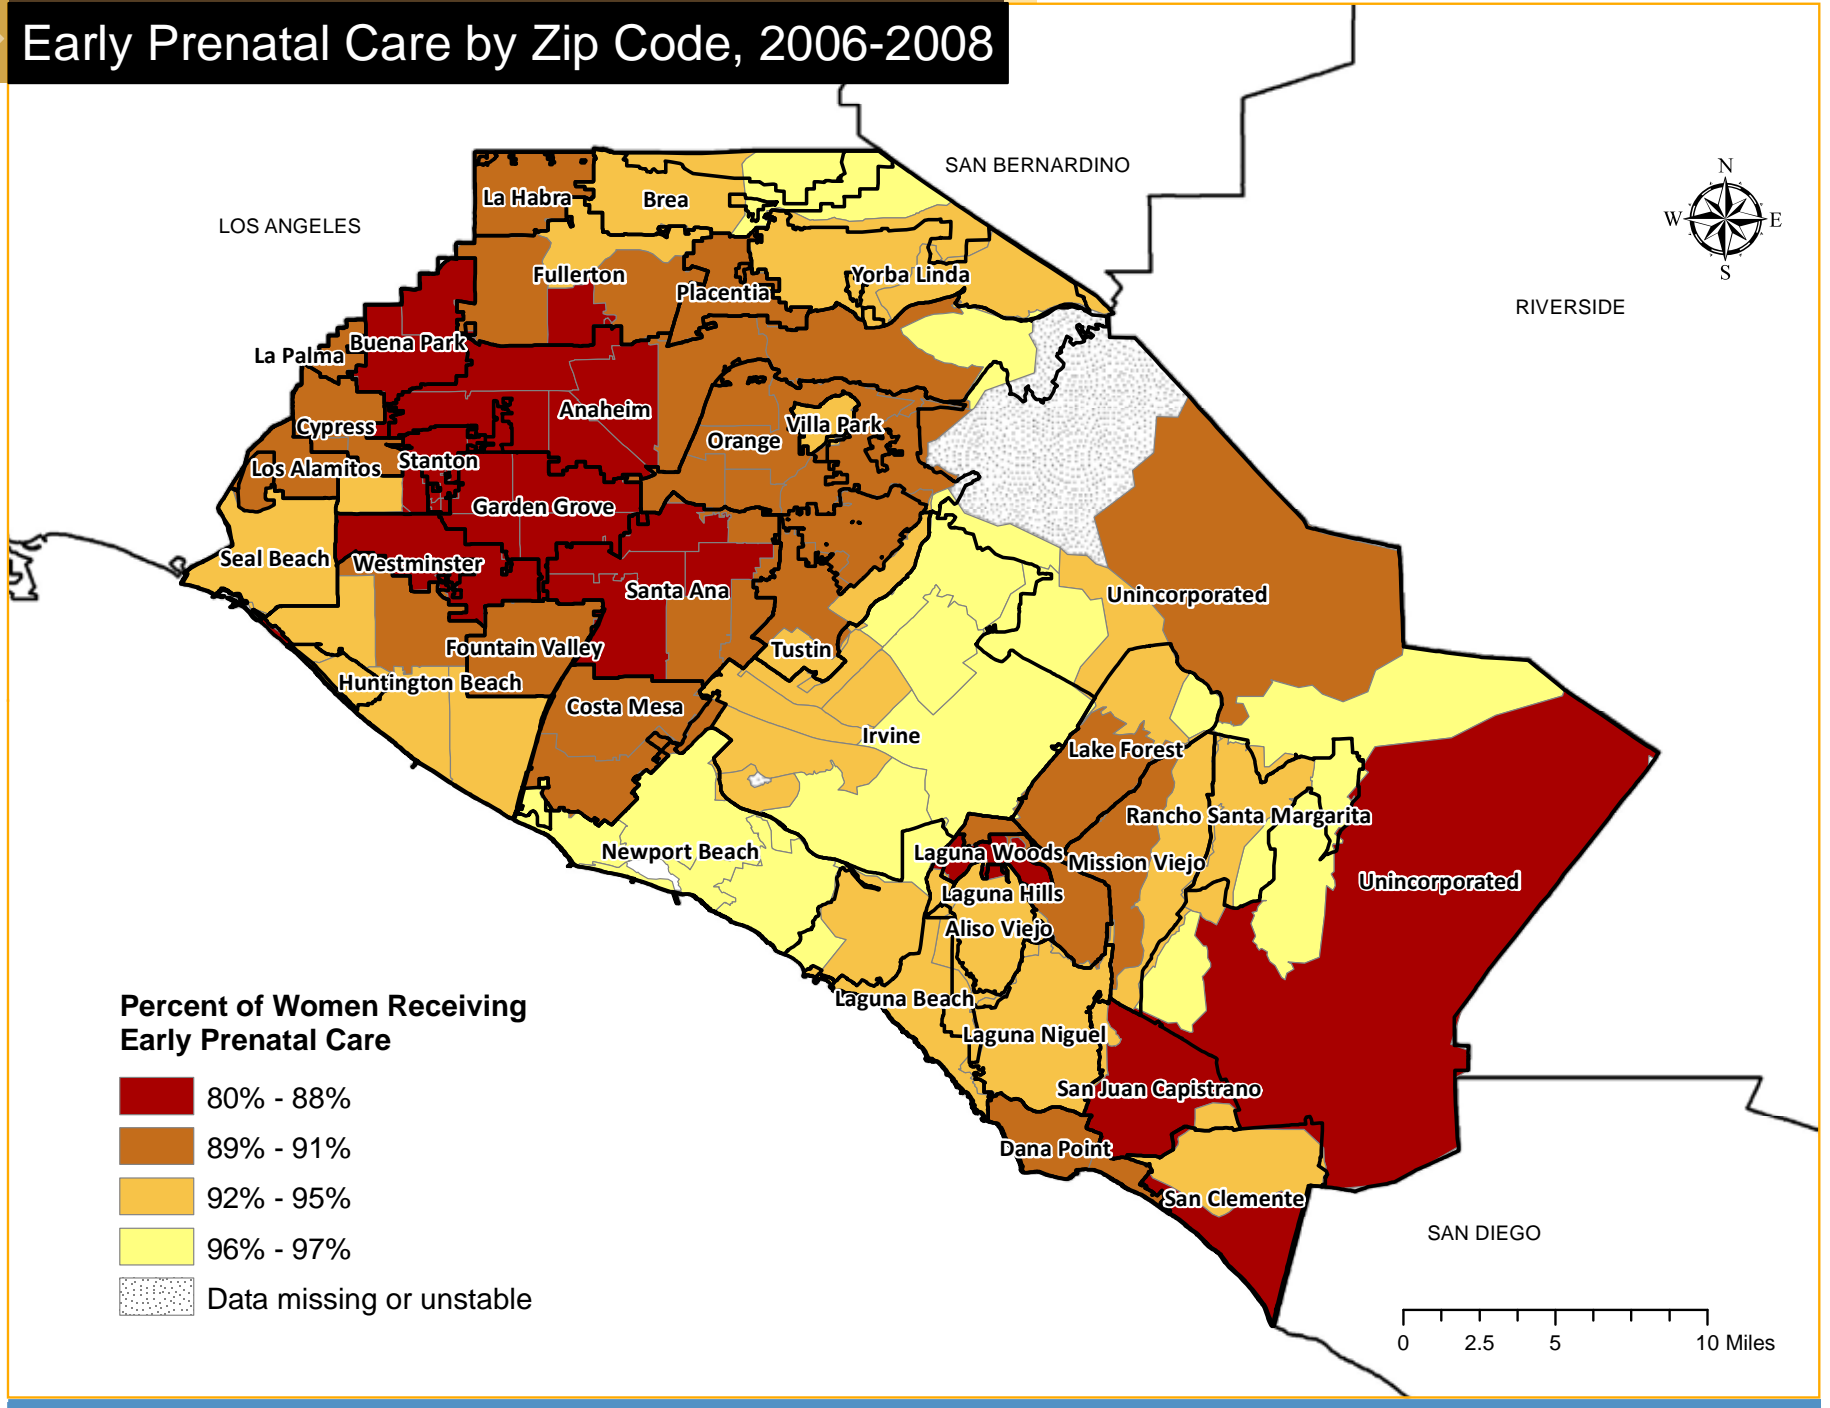 Early Prenatal Care by Zip Code, 2006-2008
SAN BERNARDINO
LOS ANGELES
RIVERSIDE
N
W
E
S
La Habra
Brea
Fullerton
Placentia
Yorba Linda
La Palma
Buena Park
Anaheim
Cypress
Orange
Villa Park
Los Alamitos
Stanton
Garden Grove
Seal Beach
Westminster
Santa Ana
Unincorporated
Fountain Valley
Tustin
Huntington Beach
Costa Mesa
Irvine
Lake Forest
Rancho Santa Margarita
Newport Beach
Laguna Woods
Mission Viejo
Unincorporated
Laguna Hills
Aliso Viejo
Laguna Beach
Laguna Niguel
San Juan Capistrano
Dana Point
San Clemente
SAN DIEGO
Percent of Women Receiving
Early Prenatal Care
80% - 88%
89% - 91%
92% - 95%
96% - 97%
Data missing or unstable
0 2.5 5 10 Miles